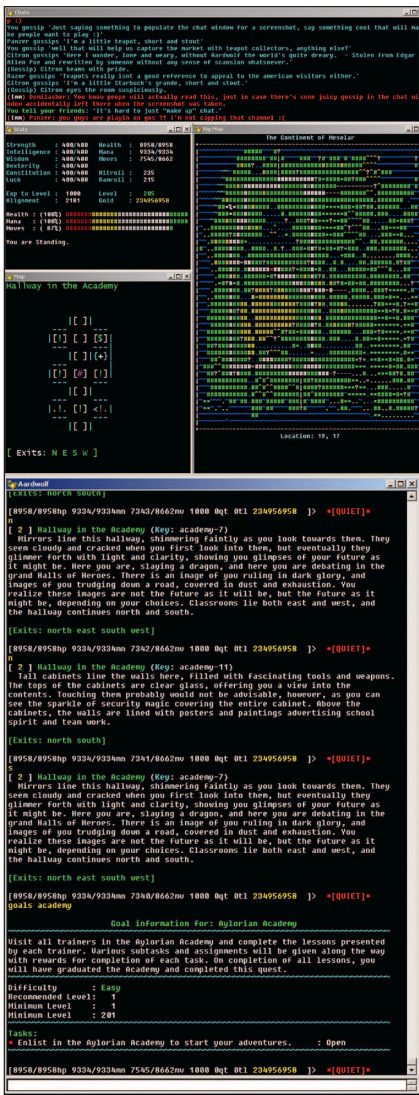 Chats
p :)
You gossip 'Just saying something to populate the chat window for a screenshot, say something cool that will ma
ke people want to play :)'
Panzer gossips 'I'm a little teapot, short and stout'
You gossip 'well that will help us capture the market with teapot collectors, anything else?'
Citron gossips 'Here I wander, lone and weary, without Aardwolf the world's quite dreary. - Stolen from Edgar
Allen Poe and rewritten by someone without any sense of scansion whatsoever.'
(Gossip) Citron beams with pride.
Razor gossips 'Teapots really isnt a good reference to appeal to the american visitors either.'
Citron gossips 'I'm a little Starbuck's grande, short and stout.'
(Gossip) Citron eyes the room suspiciously.
You tell your friends: 'It's hard to just "make up" chat.'
(Imm) Panzer: you guys are playin on gos ?? I'm not capping that channel :(
Stats
Strength : 400/400 Health : 8958/8958
Intelligence : 400/400 Mana : 9334/9334
Wisdom : 400/400 Moves : 7545/8662
Dexterity : 400/400
Constitution : 400/400 Hitroll : 235
Luck : 400/400 Damroll : 215
Exp to Level : 1000 Level : 205
Alignment : 2181 Gold : 234956958
Health : (100%)
Mana : (100%)
Moves : ( 87%)
You are Standing.
Big Map
The Continent of Mesolar
Location: 19, 17
Map
Hallway in the Academy
[ Exits: N E S W ]
Aardwolf
[Exits: north south]
[8958/8958hp 9334/9334mn 7343/8662mv 1000 0qt 0tl 234956958 ]> *[QUIET]*
n
[ 2 ] Hallway in the Academy (Key: academy-7)
Mirrors line this hallway, shimmering faintly as you look towards them. They
seem cloudy and cracked when you first look into them, but eventually they
glimmer forth with light and clarity, showing you glimpses of your future as
it might be. Here you are, slaying a dragon, and here you are debating in the
grand Halls of Heroes. There is an image of you ruling in dark glory, and
images of you trudging down a road, covered in dust and exhaustion. You
realize these images are not the future as it will be, but the future as it
might be, depending on your choices. Classrooms lie both east and west, and
the hallway continues north and south.
[Exits: north east south west]
[8958/8958hp 9334/9334mn 7342/8662mv 1000 0qt 0tl 234956958 ]> *[QUIET]*
n
[ 2 ] Hallway in the Academy (Key: academy-11)
Tall cabinets line the walls here, filled with fascinating tools and weapons.
The tops of the cabinets are clear glass, offering you a view into the
contents. Touching them probably would not be advisable, however, as you can
see the sparkle of security magic covering the entire cabinet. Above the
cabinets, the walls are lined with posters and paintings advertising school
spirit and team work.
[Exits: north south]
[8958/8958hp 9334/9334mn 7341/8662mv 1000 0qt 0tl 234956958 ]> *[QUIET]*
s
[ 2 ] Hallway in the Academy (Key: academy-7)
Mirrors line this hallway, shimmering faintly as you look towards them. They
seem cloudy and cracked when you first look into them, but eventually they
glimmer forth with light and clarity, showing you glimpses of your future as
it might be. Here you are, slaying a dragon, and here you are debating in the
grand Halls of Heroes. There is an image of you ruling in dark glory, and
images of you trudging down a road, covered in dust and exhaustion. You
realize these images are not the future as it will be, but the future as it
might be, depending on your choices. Classrooms lie both east and west, and
the hallway continues north and south.
[Exits: north east south west]
[8958/8958hp 9334/9334mn 7340/8662mv 1000 0qt 0tl 234956958 ]> *[QUIET]*
goals academy
Goal information for: Aylorian Academy
Visit all trainers in the Aylorian Academy and complete the lessons presented
by each trainer. Various subtasks and assignments will be given along the way
with rewards for completion of each task. On completion of all lessons, you
will have graduated the Academy and completed this quest.
Difficulty : Easy
Recommended Level: 1
Minimum Level : 1
Minimum Level : 201
Tasks:
* Enlist in the Aylorian Academy to start your adventures. : Open
[8958/8958hp 9334/9334mn 7545/8662mv 1000 0qt 0tl 234956958 ]> *[QUIET]*